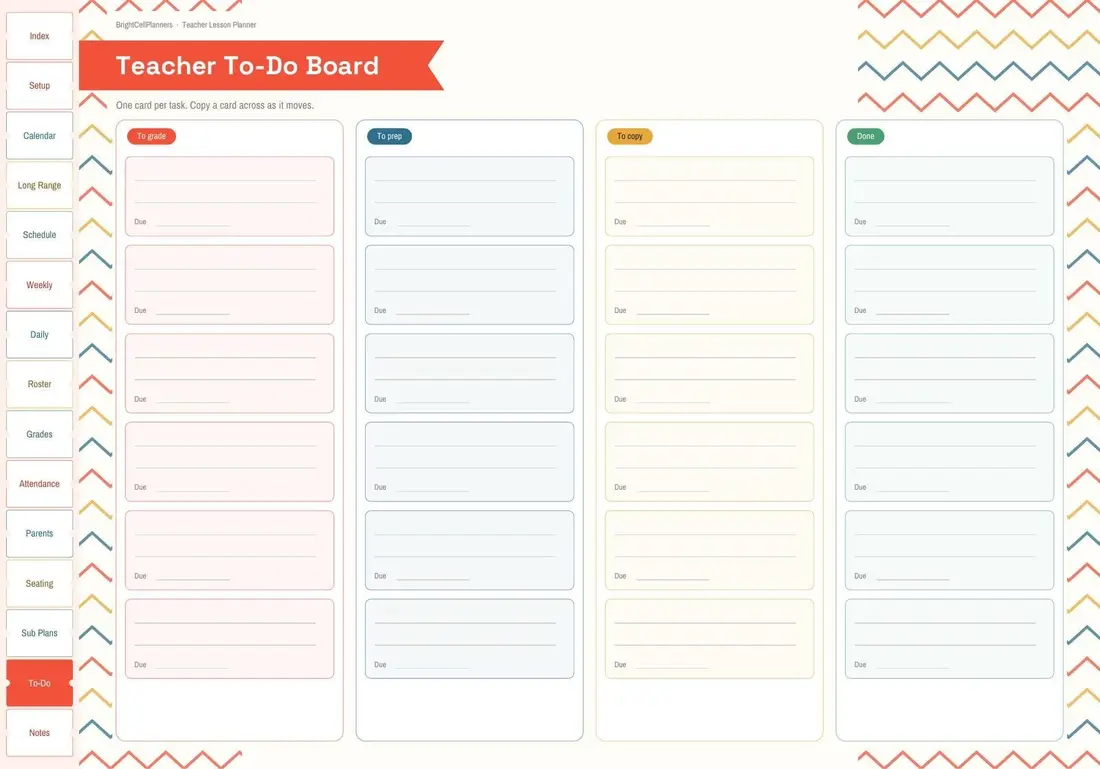 Index
Setup
Calendar
Long Range
Schedule
Weekly
Daily
Roster
Grades
Attendance
Parents
Seating
Sub Plans
To-Do
Notes
BrightCellPlanners · Teacher Lesson Planner
Teacher To-Do Board
One card per task. Copy a card across as it moves.
To grade
Due
Due
Due
Due
Due
Due
To prep
Due
Due
Due
Due
Due
Due
To copy
Due
Due
Due
Due
Due
Due
Done
Due
Due
Due
Due
Due
Due